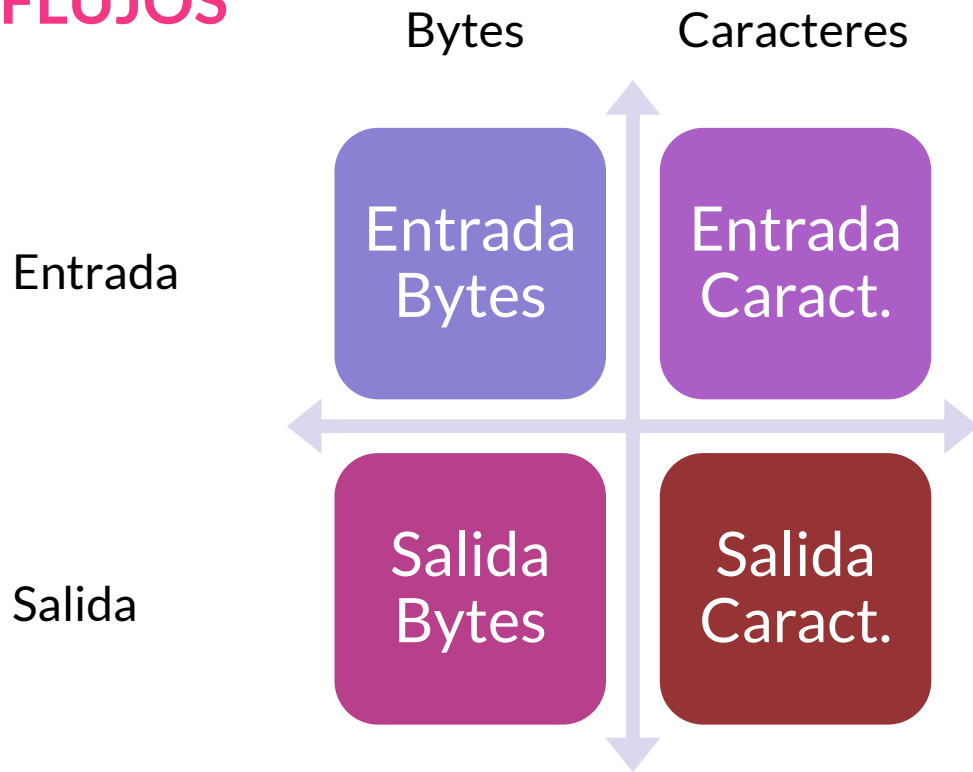 FLUJOS
Bytes Caracteres
Entrada
Entrada
Bytes
Entrada
Caract.
Salida
Salida
Bytes
Salida
Caract.